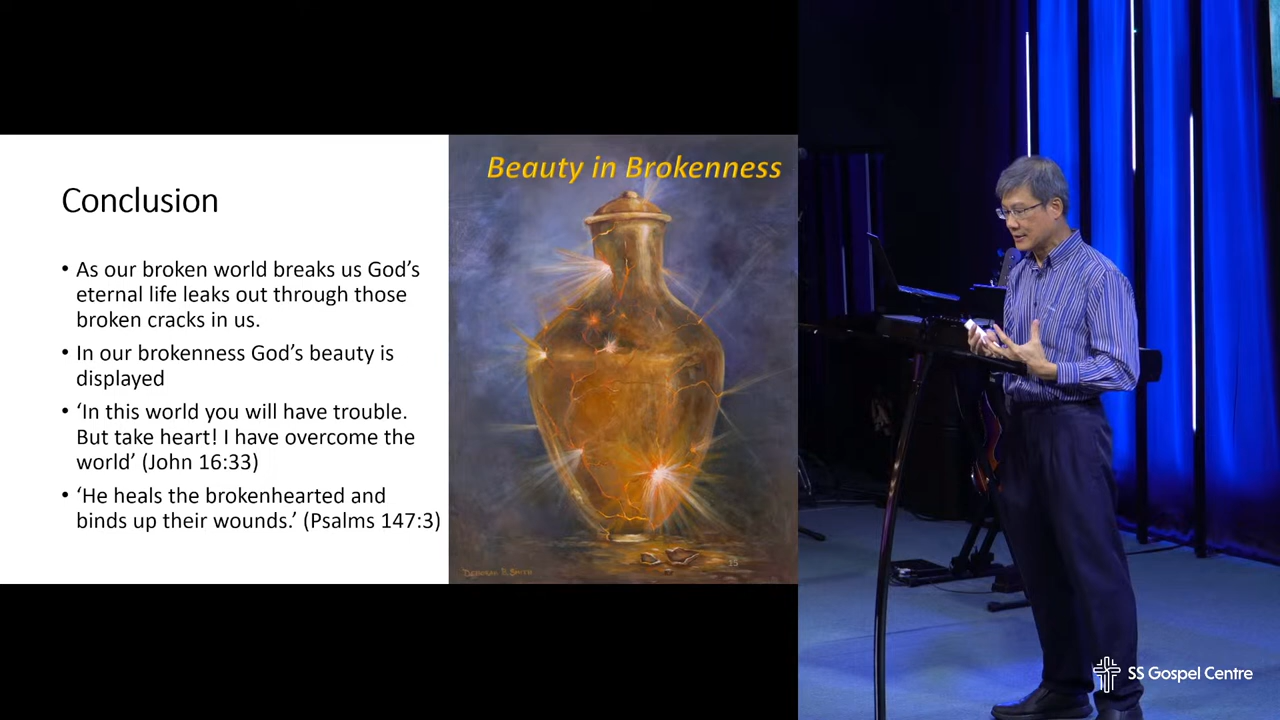 Conclusion
• As our broken world breaks us God’s
eternal life leaks out through those
broken cracks in us.
• In our brokenness God’s beauty is
displayed
• ‘In this world you will have trouble.
But take heart! I have overcome the
world’ (John 16:33)
• ‘He heals the brokenhearted and
binds up their wounds.’ (Psalms 147:3)
Beauty in Brokenness
15
Deborah R. Smith
SS Gospel Centre